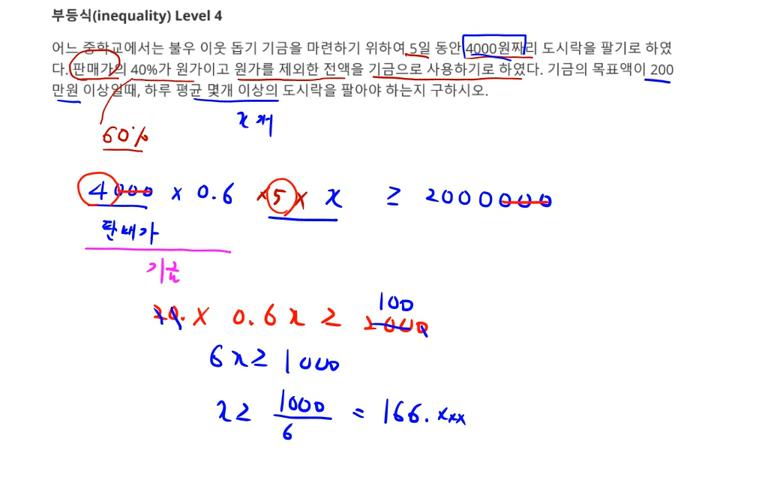 부등식(inequality) Level 4
어느 중학교에서는 불우 이웃 돕기 기금을 마련하기 위하여 5일 동안 4000원짜리 도시락을 팔기로 하였
다. 판매가의 40%가 원가이고 원가를 제외한 전액을 기금으로 사용하기로 하였다. 기금의 목표액이 200
만원 이상일때, 하루 평균 몇개 이상의 도시락을 팔아야 하는지 구하시오.
x 개
60%
4000 x 0.6 x 5 x x ≥ 2000000
판매가
기금
20. x 0.6x ≥ 2000
100
6x ≥ 1000
x ≥ 1000/6 = 166.xxx